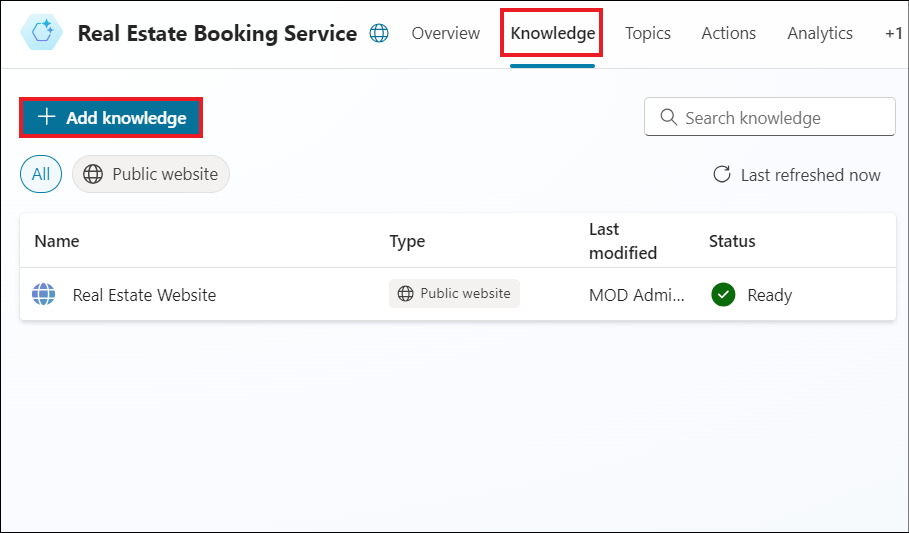 Real Estate Booking Service Overview Knowledge Topics Actions Analytics +1
+ Add knowledge Search knowledge
All Public website Last refreshed now
Name Type Last modified Status
Real Estate Website Public website MOD Admi... Ready